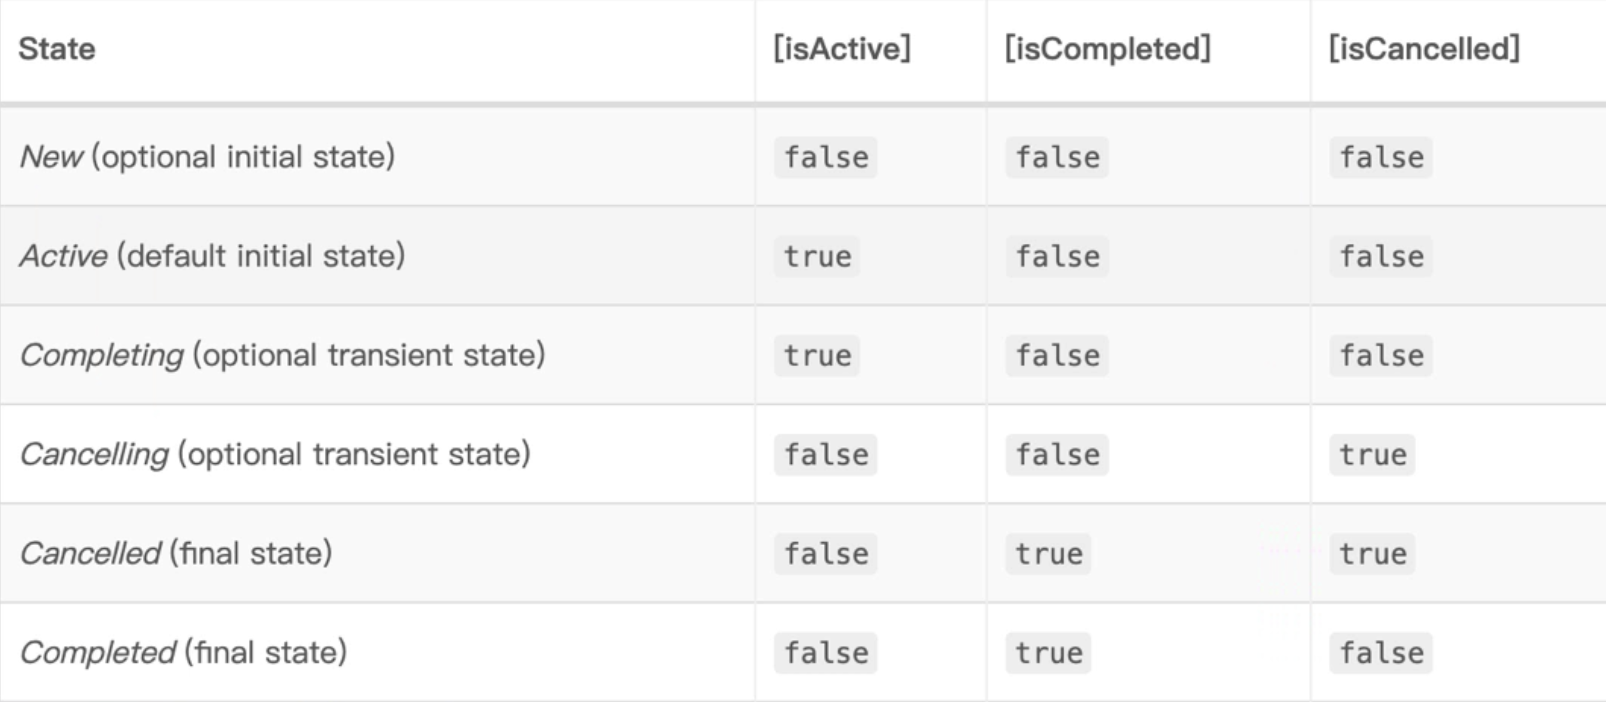 State [isActive] [isCompleted] [isCancelled]
New (optional initial state) false false false
Active (default initial state) true false false
Completing (optional transient state) true false false
Cancelling (optional transient state) false false true
Cancelled (final state) false true true
Completed (final state) false true false